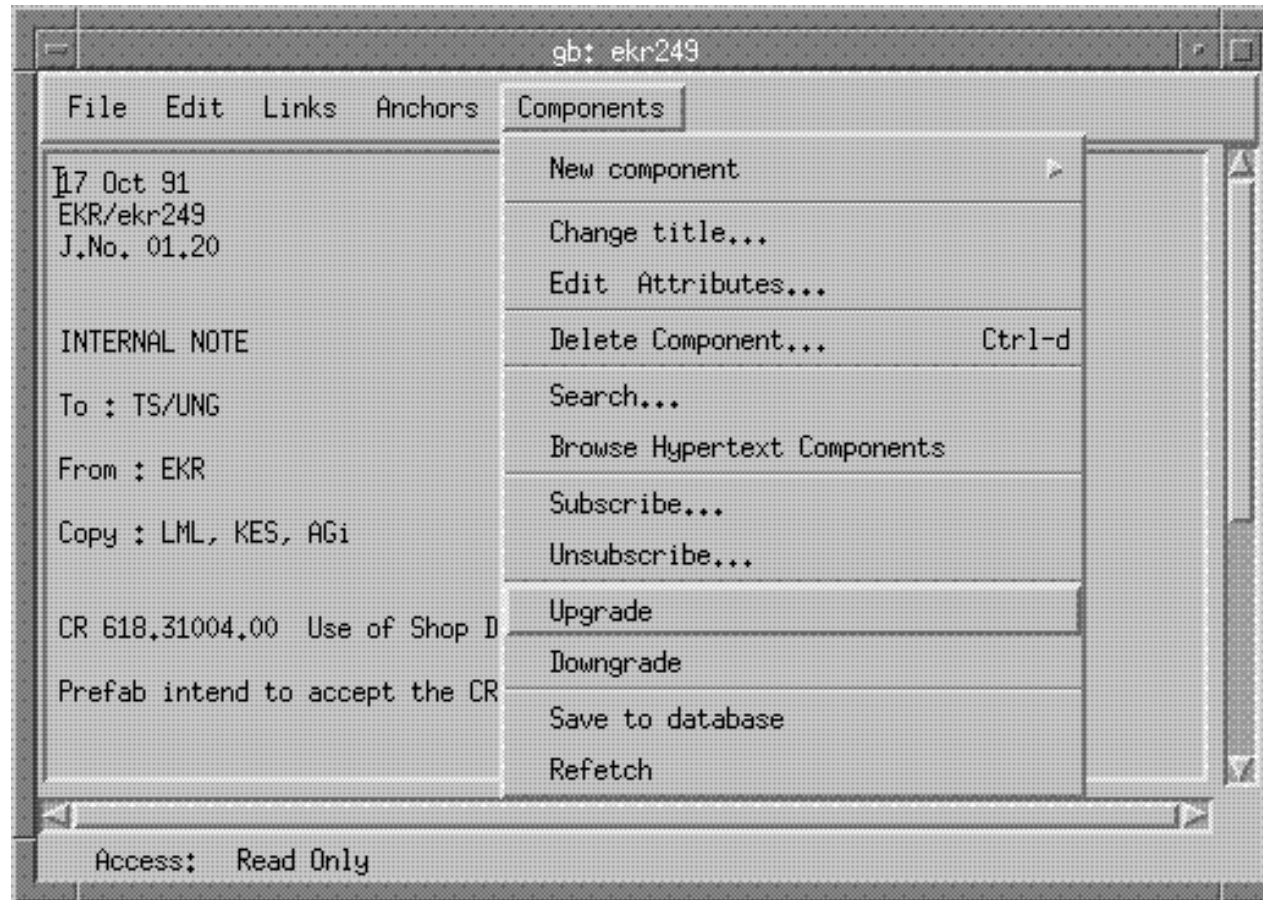 gb: ekr249
File Edit Links Anchors Components
17 Oct 91
EKR/ekr249
J.No. 01.20
INTERNAL NOTE
To : TS/UNG
From : EKR
Copy : LML, KES, AGi
CR 618.31004.00 Use of Shop D
Prefab intend to accept the CR
New component
Change title...
Edit Attributes...
Delete Component... Ctrl-d
Search...
Browse Hypertext Components
Subscribe...
Unsubscribe...
Upgrade
Downgrade
Save to database
Refetch
Access: Read Only